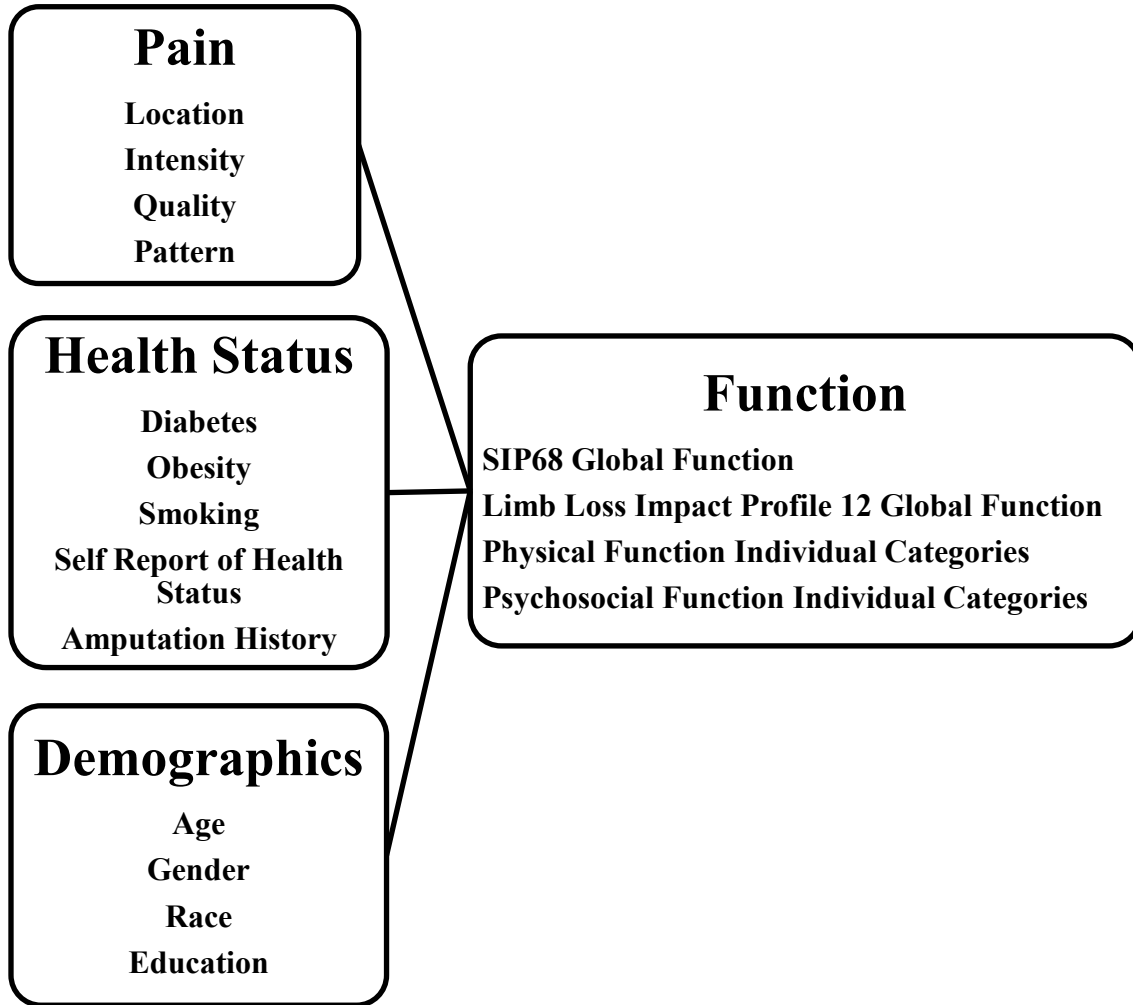 Pain
Location
Intensity
Quality
Pattern
Health Status
Diabetes
Obesity
Smoking
Self Report of Health
Status
Amputation History
Demographics
Age
Gender
Race
Education
Function
SIP68 Global Function
Limb Loss Impact Profile 12 Global Function
Physical Function Individual Categories
Psychosocial Function Individual Categories